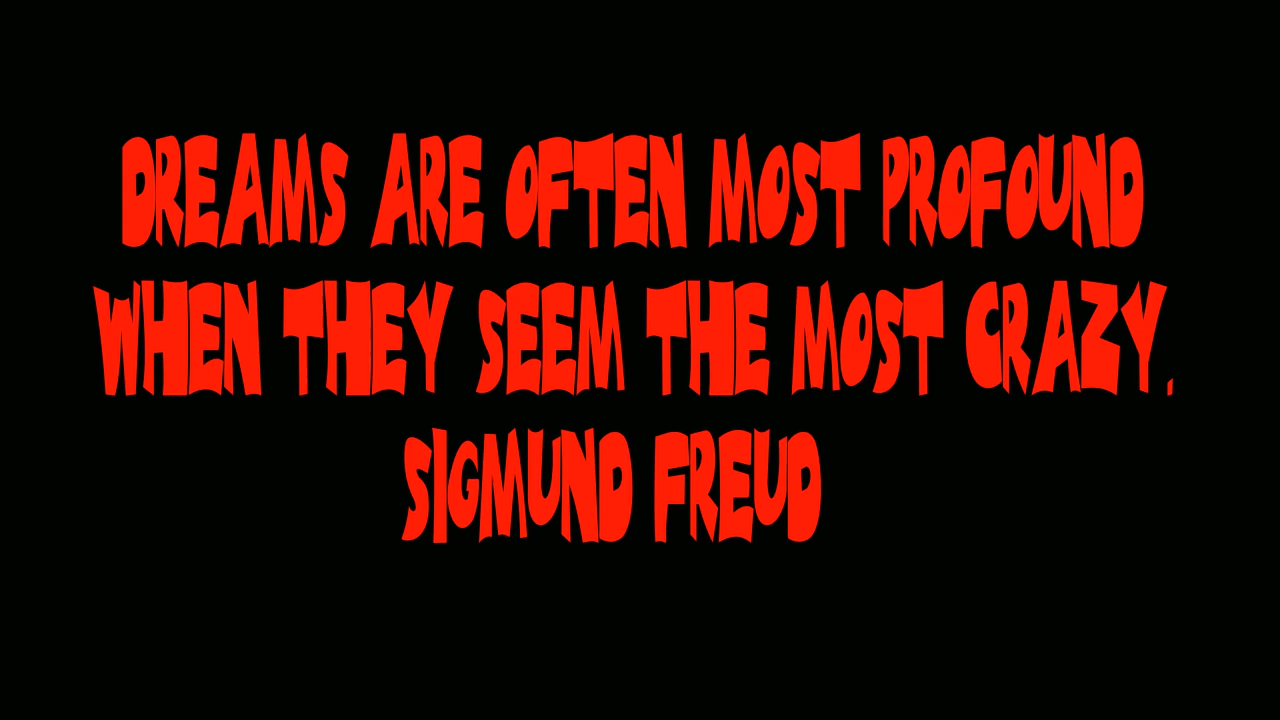 DREAMS ARE OFTEN MOST PROFOUND
WHEN THEY SEEM THE MOST CRAZY.
SIGMUND FREUD